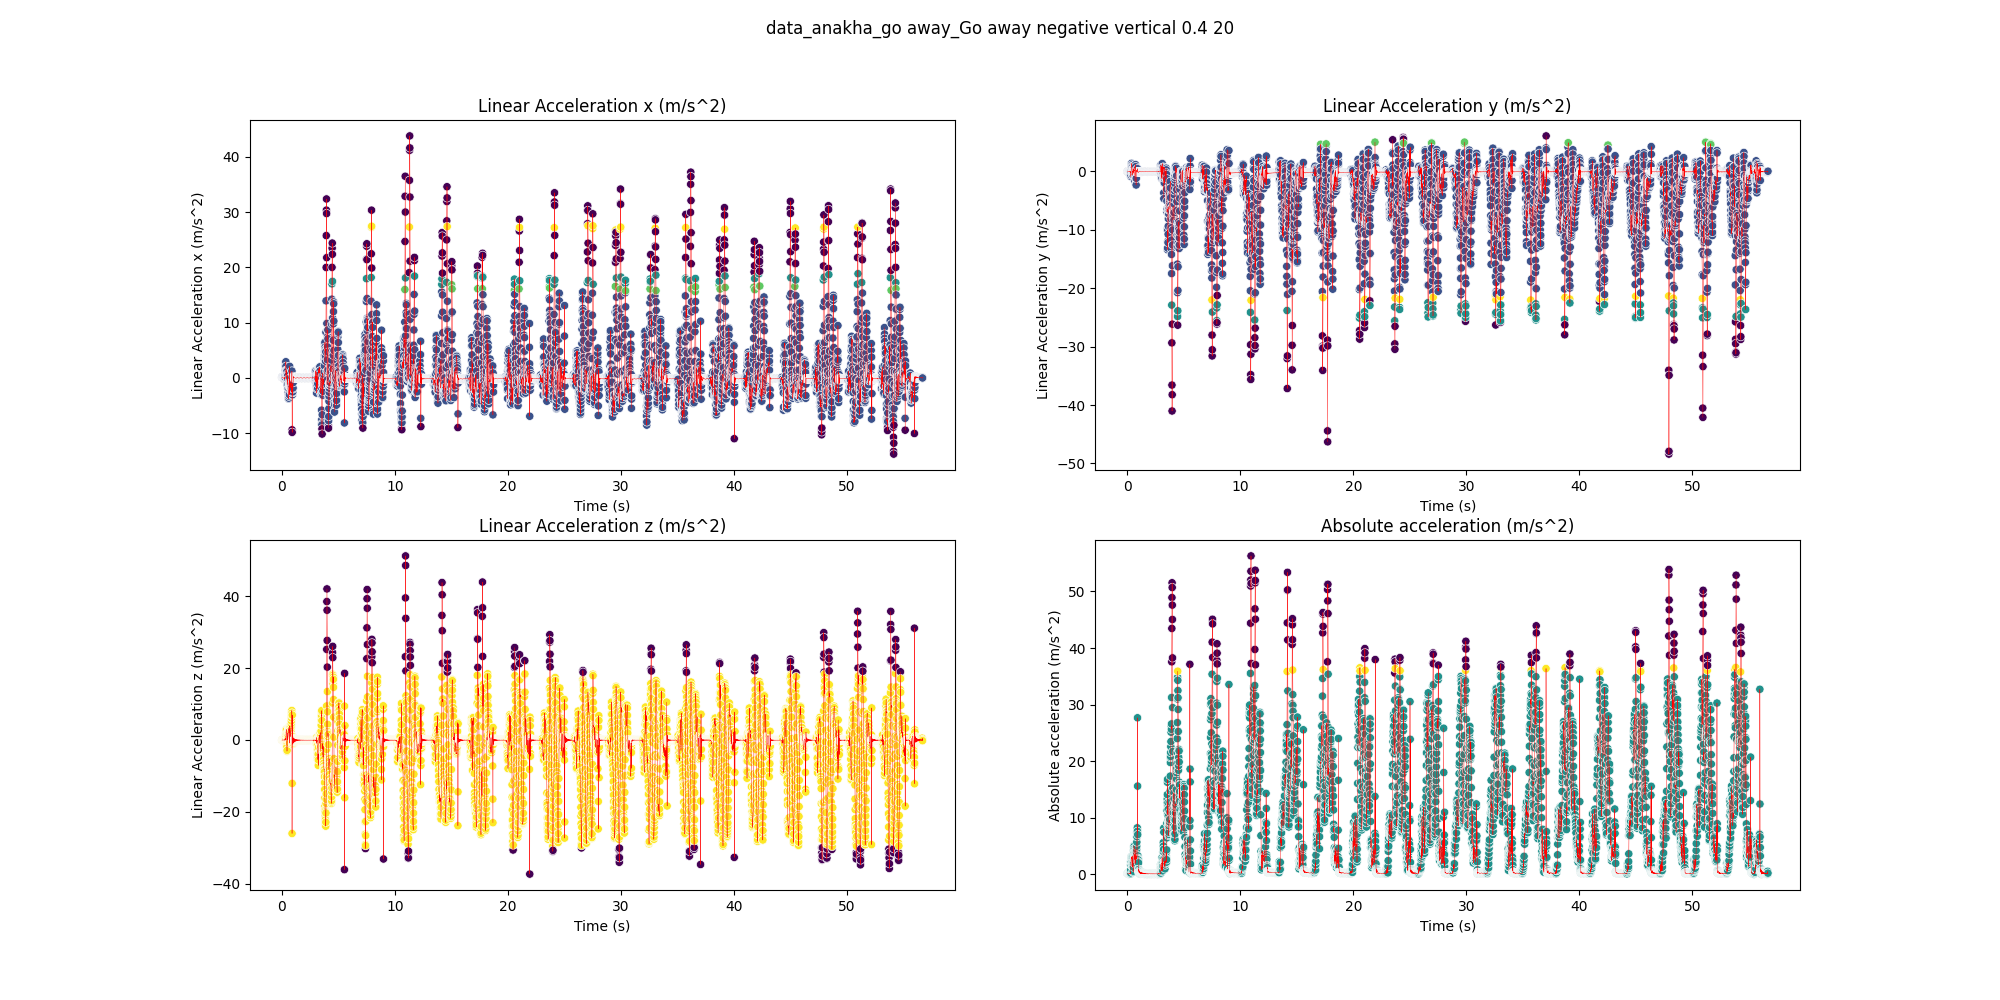 data_anakha_go away_Go away negative vertical 0.4 20
Linear Acceleration x (m/s^2)
Linear Acceleration x (m/s^2)
40
30
20
10
0
−10
0 10 20 30 40 50
Time (s)
Linear Acceleration y (m/s^2)
Linear Acceleration y (m/s^2)
0
−10
−20
−30
−40
−50
0 10 20 30 40 50
Time (s)
Linear Acceleration z (m/s^2)
Linear Acceleration z (m/s^2)
40
20
0
−20
−40
0 10 20 30 40 50
Time (s)
Absolute acceleration (m/s^2)
Absolute acceleration (m/s^2)
50
40
30
20
10
0
0 10 20 30 40 50
Time (s)